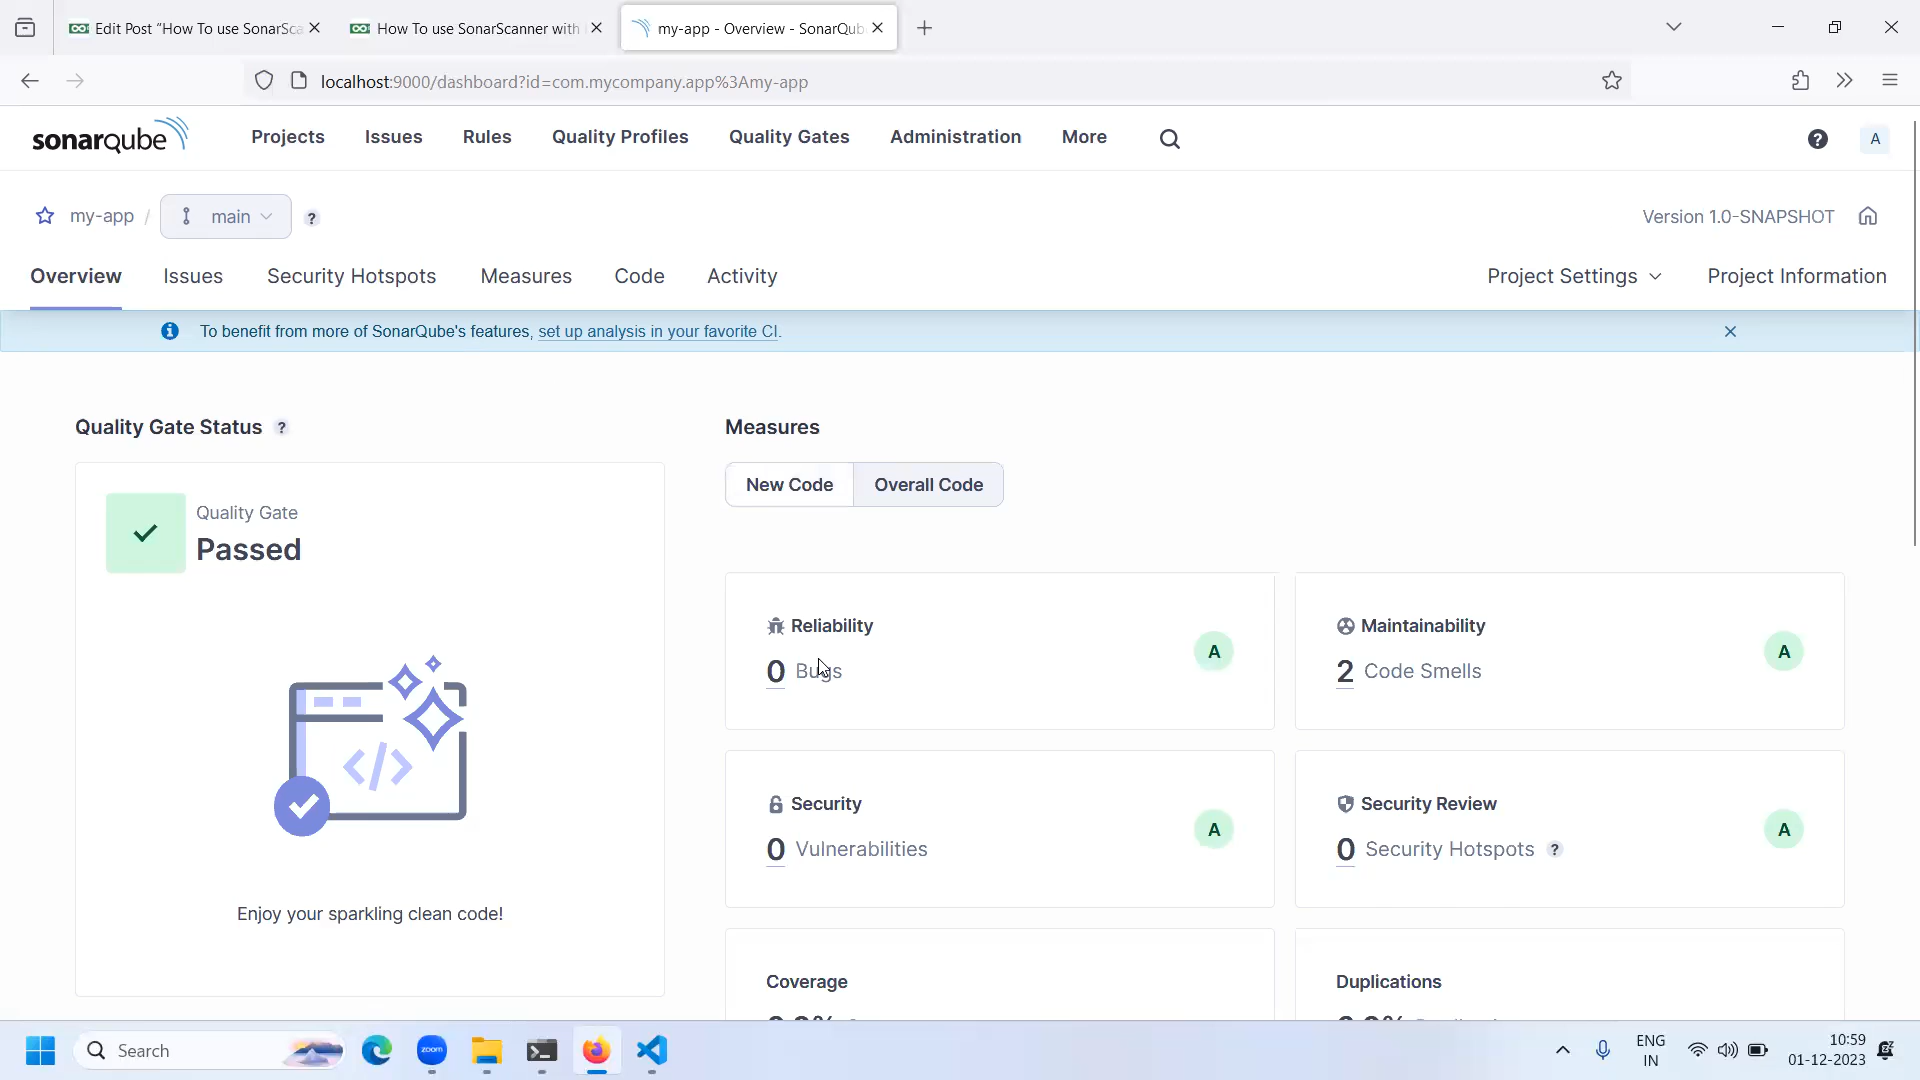 Edit Post “How To use SonarSca
How To use SonarScanner with
my-app - Overview - SonarQub
localhost:9000/dashboard?id=com.mycompany.app%3Amy-app
sonarqube
Projects
Issues
Rules
Quality Profiles
Quality Gates
Administration
More
?
A
my-app /
main
?
Version 1.0-SNAPSHOT
Overview
Issues
Security Hotspots
Measures
Code
Activity
Project Settings
Project Information
To benefit from more of SonarQube's features, set up analysis in your favorite CI.
Quality Gate Status ?
Quality Gate
Passed
Enjoy your sparkling clean code!
Measures
New Code
Overall Code
Reliability
0 Bugs
A
Maintainability
2 Code Smells
A
Security
0 Vulnerabilities
A
Security Review
0 Security Hotspots ?
A
Coverage
Duplications
Search
zoom
ENG
IN
10:59
01-12-2023